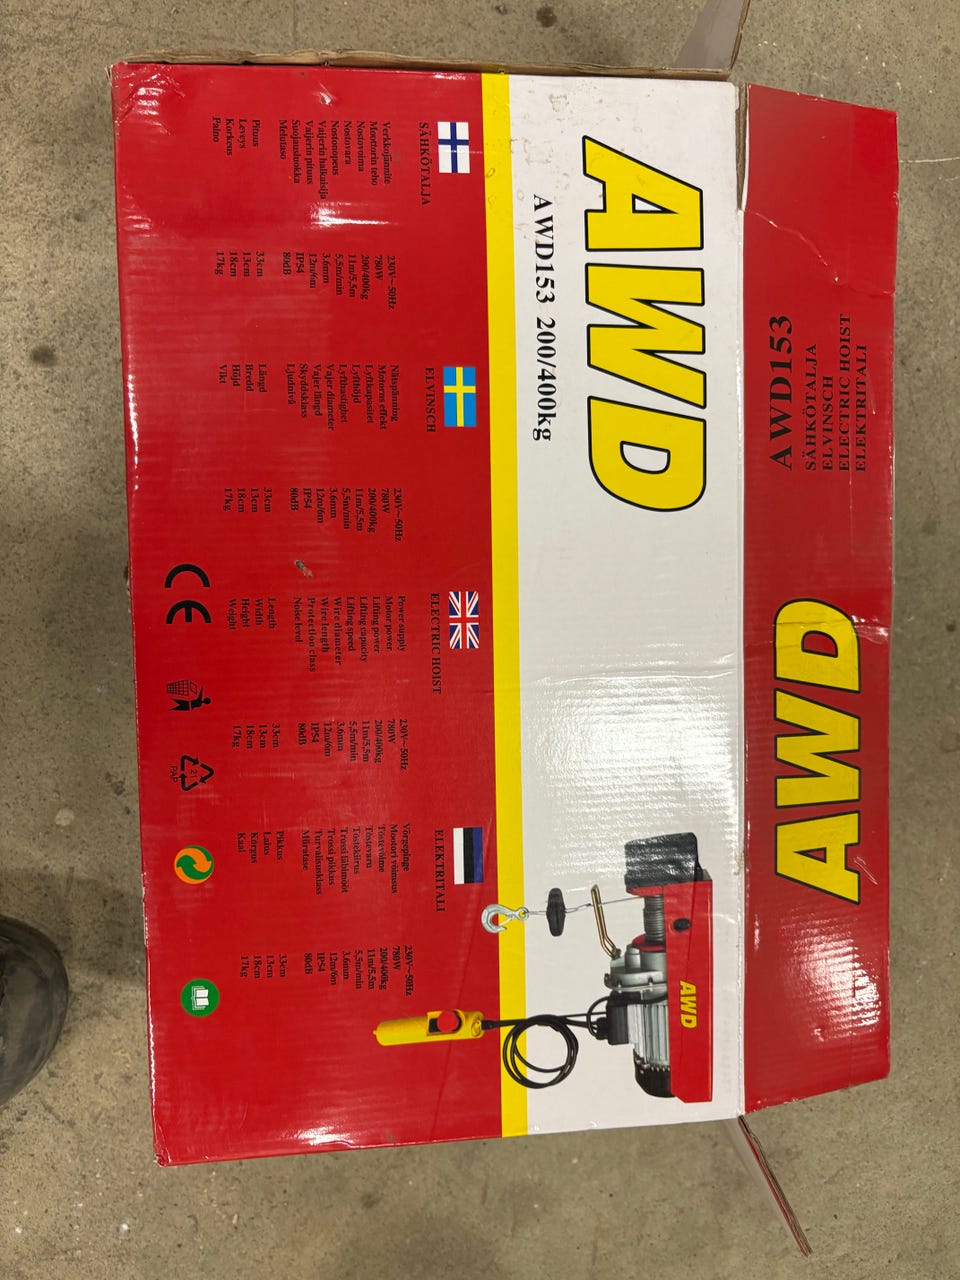 AWD153
SÄHKÖTALJA
ELVINSCH
ELECTRIC HOIST
ELEKTRITALI
AWD
AWD
AWD153 200/400kg
AWD
SÄHKÖTALJA
Verkkojännite 230V~50Hz
Moottorin teho 780W
Nostovoima 200/400kg
Nostovara 11m/5,5m
Nostonopeus 5,5m/min
Vaijerin halkaisija 3.6mm
Vaijerin pituus 12m/6m
Suojausluokka IP54
Melutaso 80dB
Pituus 33cm
Leveys 13cm
Korkeus 18cm
Paino 17kg
ELVINSCH
Nätspänning 230V~50Hz
Motorns effekt 780W
Lyftkapasitet 200/400kg
Lyfthöjd 11m/5.5m
Lyfthastighet 5,5m/min
Vajer diameter 3.6mm
Vajer längd 12m/6m
Skyddsklass IP54
Ljudnivå 80dB
Längd 33cm
Bredd 13cm
Höjd 18cm
Vikt 17kg
ELECTRIC HOIST
Power supply 230V~50Hz
Motor power 780W
Lifting power 200/400kg
Lifting capacity 11m/5,5m
Lifting speed 5,5m/min
Wire diameter 3.6mm
Wire length 12m/6m
Protection class IP54
Noise level 80dB
Length 33cm
Width 13cm
Height 18cm
Weight 17kg
ELEKTRITALI
Võrgupinge 230V~50Hz
Mootori võimsus 780W
Tõstevõime 200/400kg
Tõstevaru 11m/5,5m
Tõstekiirus 5,5m/min
Trossi läbimõõt 3.6mm
Trossi pikkus 12m/6m
Turvalisusklass IP54
Müratase 80dB
Pikkus 33cm
Laius 13cm
Kõrgus 18cm
Kaal 17kg
CE
21
PAP